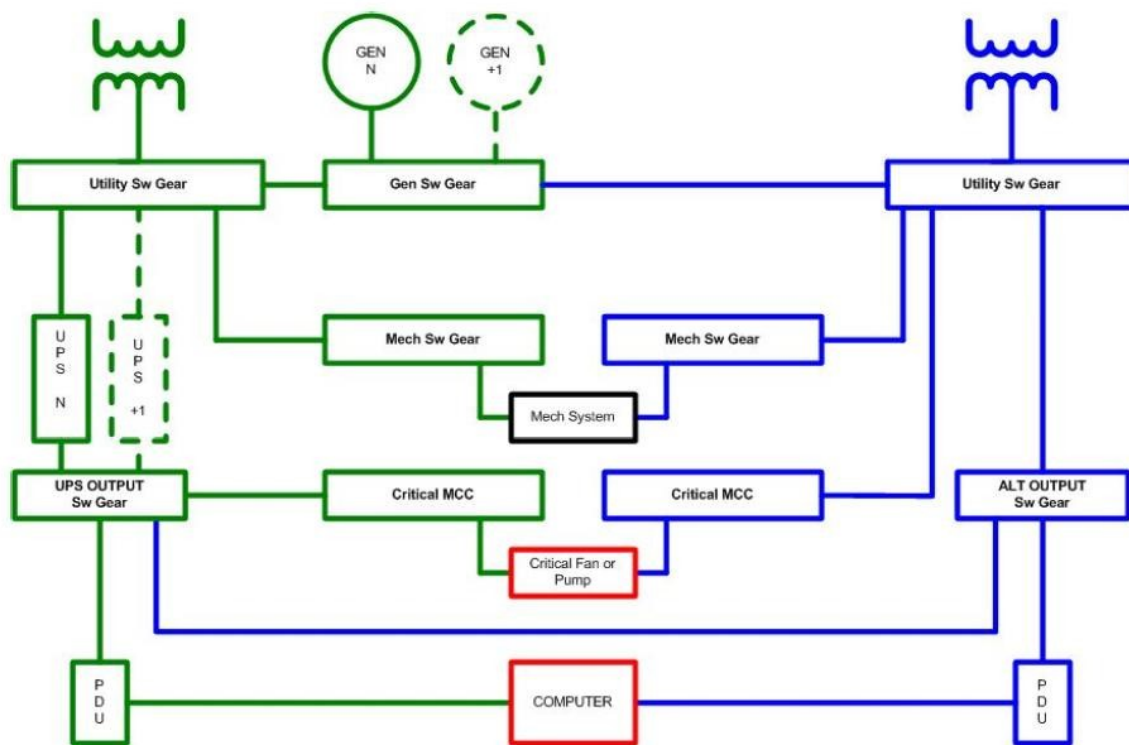 GEN
N
GEN
+1
Utility Sw Gear
Gen Sw Gear
Utility Sw Gear
U
P
S
N
U
P
S
+1
Mech Sw Gear
Mech Sw Gear
Mech System
UPS OUTPUT
Sw Gear
Critical MCC
Critical MCC
ALT OUTPUT
Sw Gear
Critical Fan or
Pump
P
D
U
COMPUTER
P
D
U